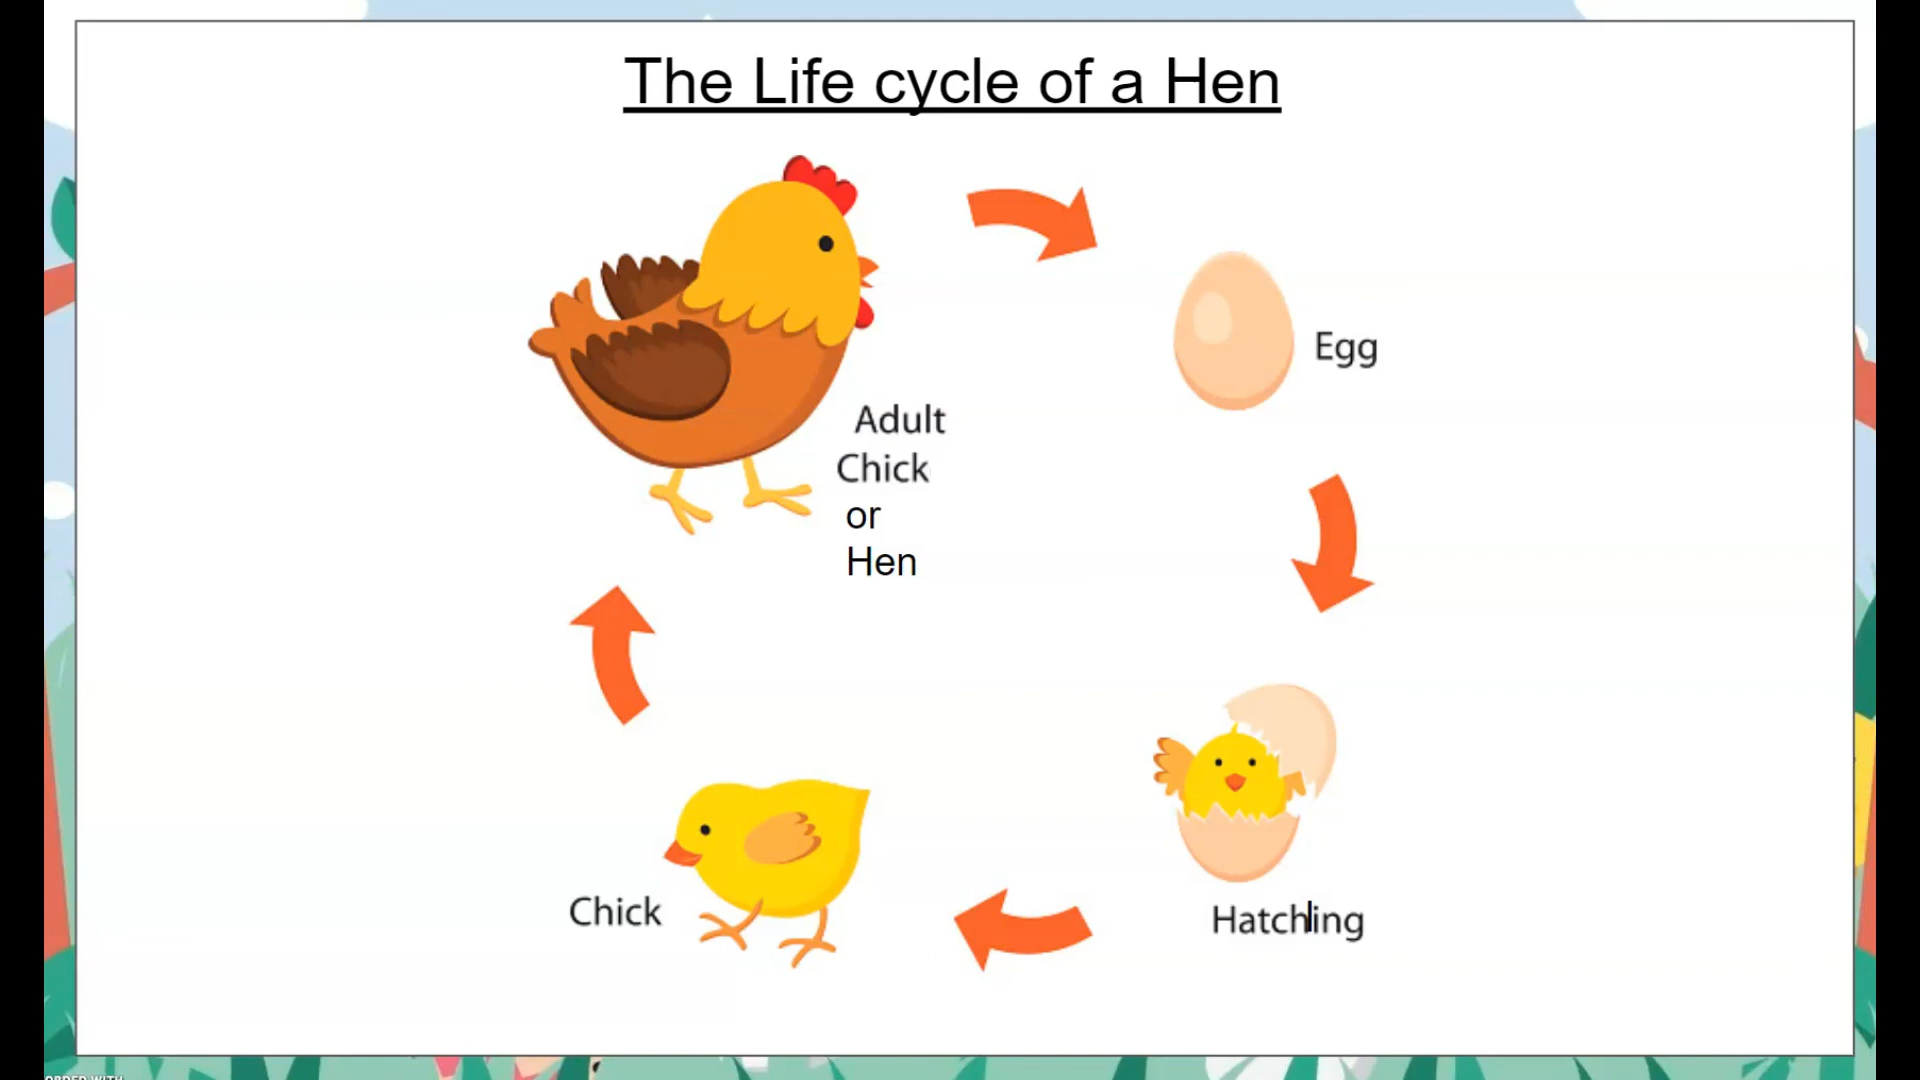 The Life cycle of a Hen
Egg
Adult
Chick
or
Hen
Chick
Hatchling